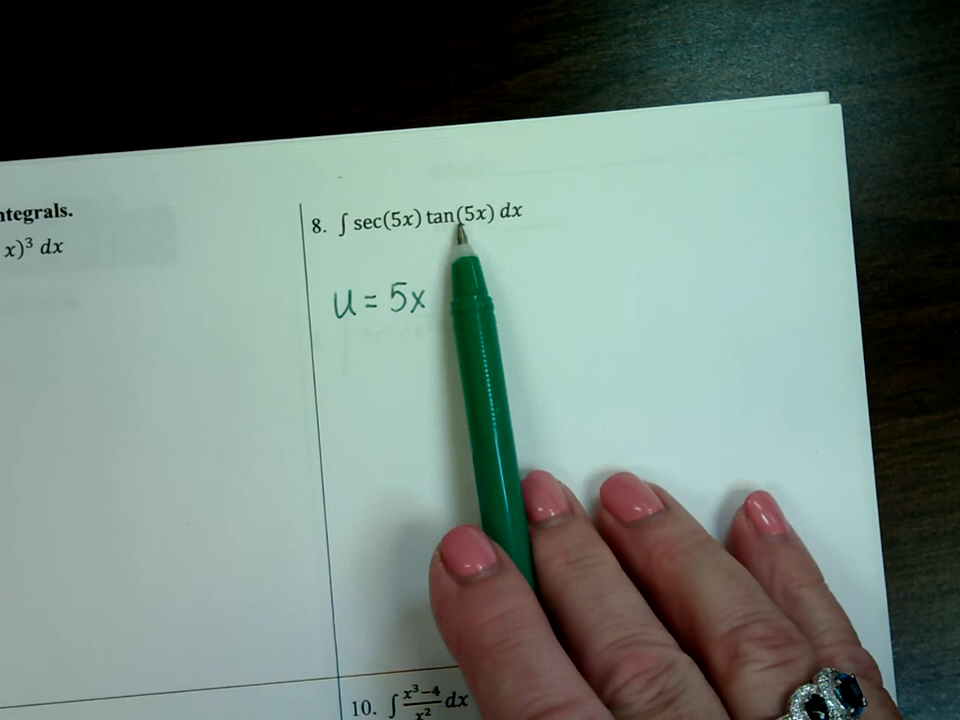 ntegrals.
x)³ dx
8. ∫ sec(5x) tan(5x) dx
u = 5x
10. ∫ x³−4/x² dx